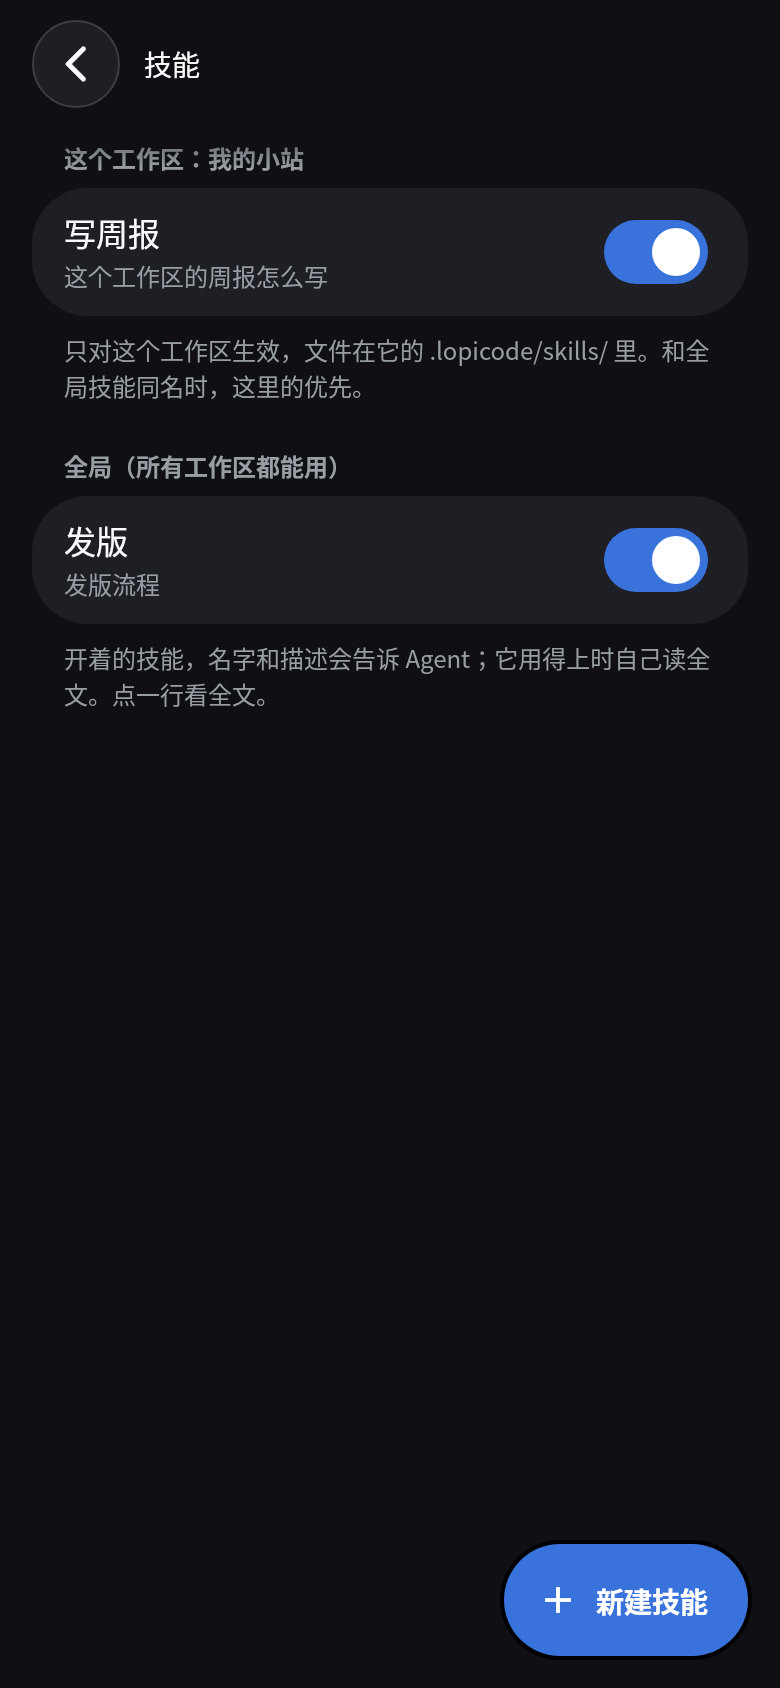 技能
这个工作区：我的小站
写周报
这个工作区的周报怎么写
只对这个工作区生效，文件在它的 .lopicode/skills/ 里。和全
局技能同名时，这里的优先。
全局（所有工作区都能用）
发版
发版流程
开着的技能，名字和描述会告诉 Agent；它用得上时自己读全
文。点一行看全文。
新建技能